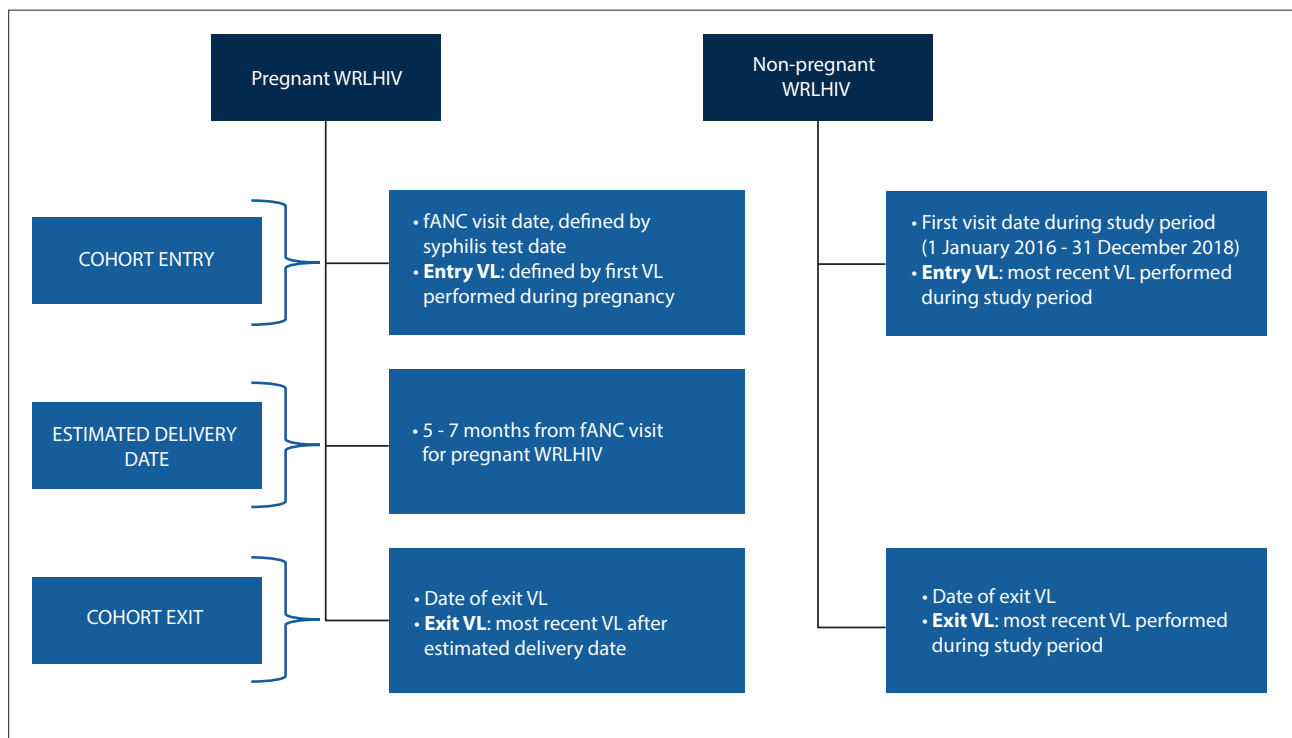 Pregnant WRLHIV
Non-pregnant
WRLHIV
COHORT ENTRY
• fANC visit date, defined by
syphilis test date
• Entry VL: defined by first VL
performed during pregnancy
• First visit date during study period
(1 January 2016 - 31 December 2018)
• Entry VL: most recent VL performed
during study period
ESTIMATED DELIVERY
DATE
• 5 - 7 months from fANC visit
for pregnant WRLHIV
COHORT EXIT
• Date of exit VL
• Exit VL: most recent VL after
estimated delivery date
• Date of exit VL
• Exit VL: most recent VL performed
during study period